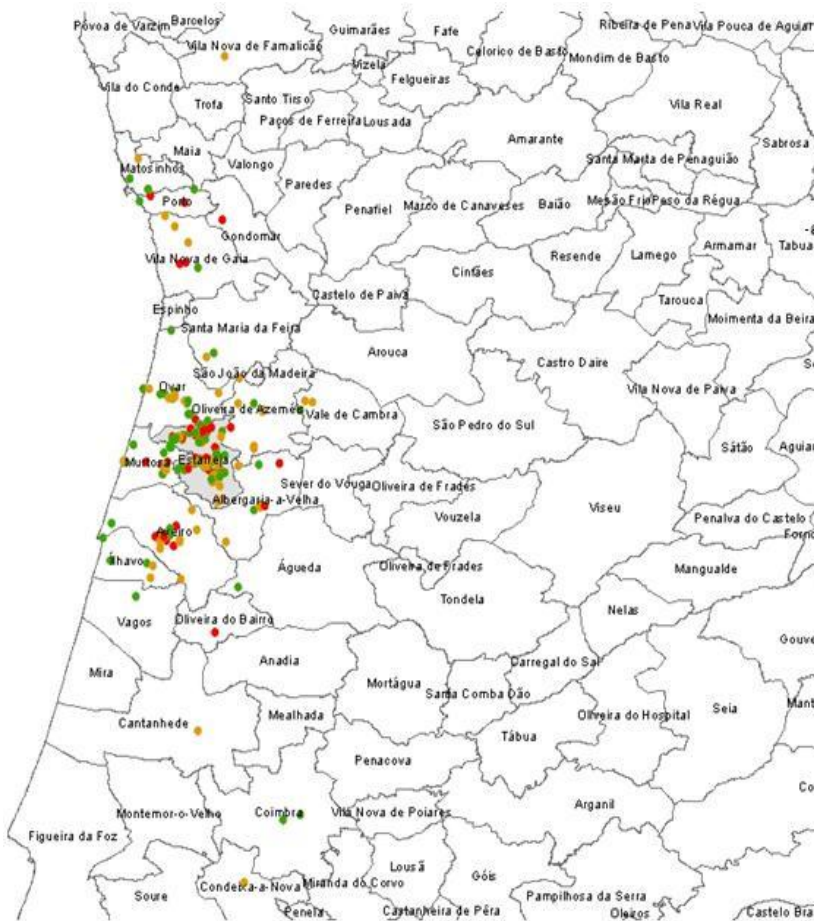 Barcelos
Póvoa de Varzim
Guimarães
Fafe
Ribeira de Pena
Vila Pouca de Aguiar
Vila Nova de Famalicão
Celorico de Basto
Mondim de Basto
Vizela
Felgueiras
Vila do Conde
Trofa
Santo Tirso
Vila Real
Paços de Ferreira
Lousada
Amarante
Sabrosa
Maia
Valongo
Santa Marta de Penaguião
Matosinhos
Paredes
Porto
Penafiel
Marco de Canaveses
Baião
Mesão Frio
Peso da Régua
Gondomar
Armamar
Tabua
Vila Nova de Gaia
Resende
Lamego
Cinfães
Castelo de Paiva
Tarouca
Espinho
Moimenta da Beira
Santa Maria da Feira
Arouca
Castro Daire
São João da Madeira
Ovar
Vila Nova de Paiva
Oliveira de Azeméis
Vale de Cambra
São Pedro do Sul
Sátão
Aguiar
Murtosa
Estarreja
Sever do Vouga
Oliveira de Frades
Albergaria-a-Velha
Viseu
Vouzela
Penalva do Castelo
Aveiro
Forno
Ílhavo
Águeda
Oliveira de Frades
Mangualde
Tondela
Nelas
Vagos
Oliveira do Bairro
Gouve
Anadia
Carregal do Sal
Mira
Mortágua
Santa Comba Dão
Cantanhede
Mealhada
Oliveira do Hospital
Seia
Mant
Tábua
Penacova
Co
Arganil
Montemor-o-Velho
Coimbra
Vila Nova de Poiares
Figueira da Foz
Lousã
Góis
Condeixa-a-Nova
Miranda do Corvo
Soure
Pampilhosa da Serra
Penela
Castanheira de Pêra
Oleiros
Castelo Bra